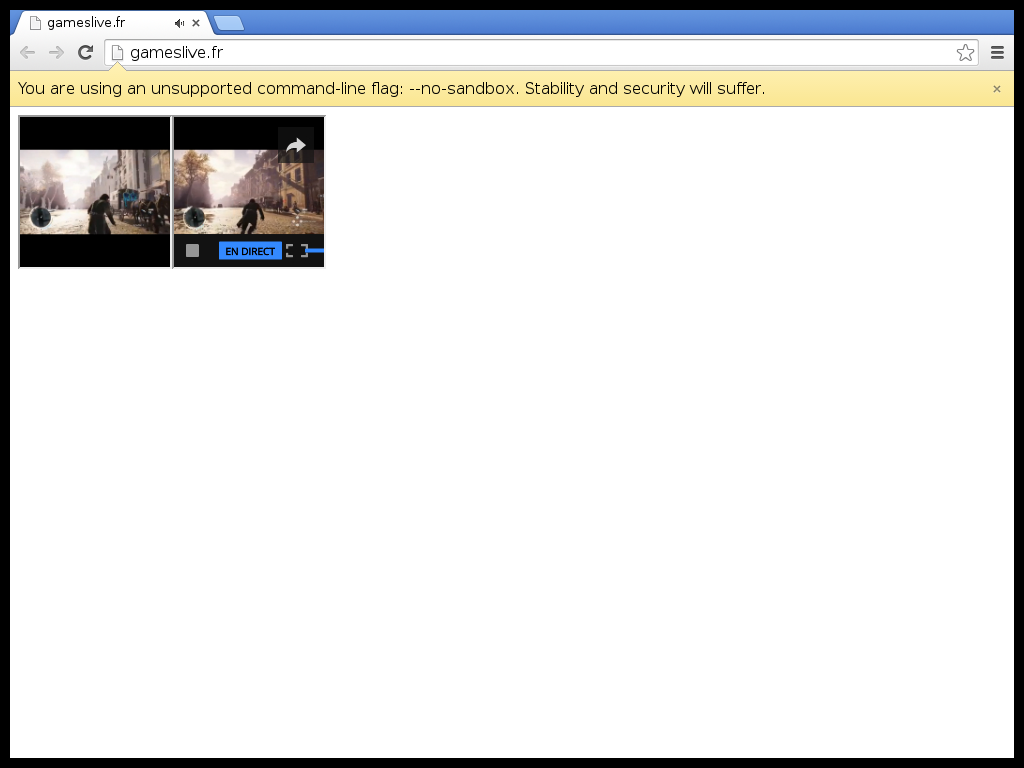 gameslive.fr
gameslive.fr
You are using an unsupported command-line flag: --no-sandbox. Stability and security will suffer.
EN DIRECT